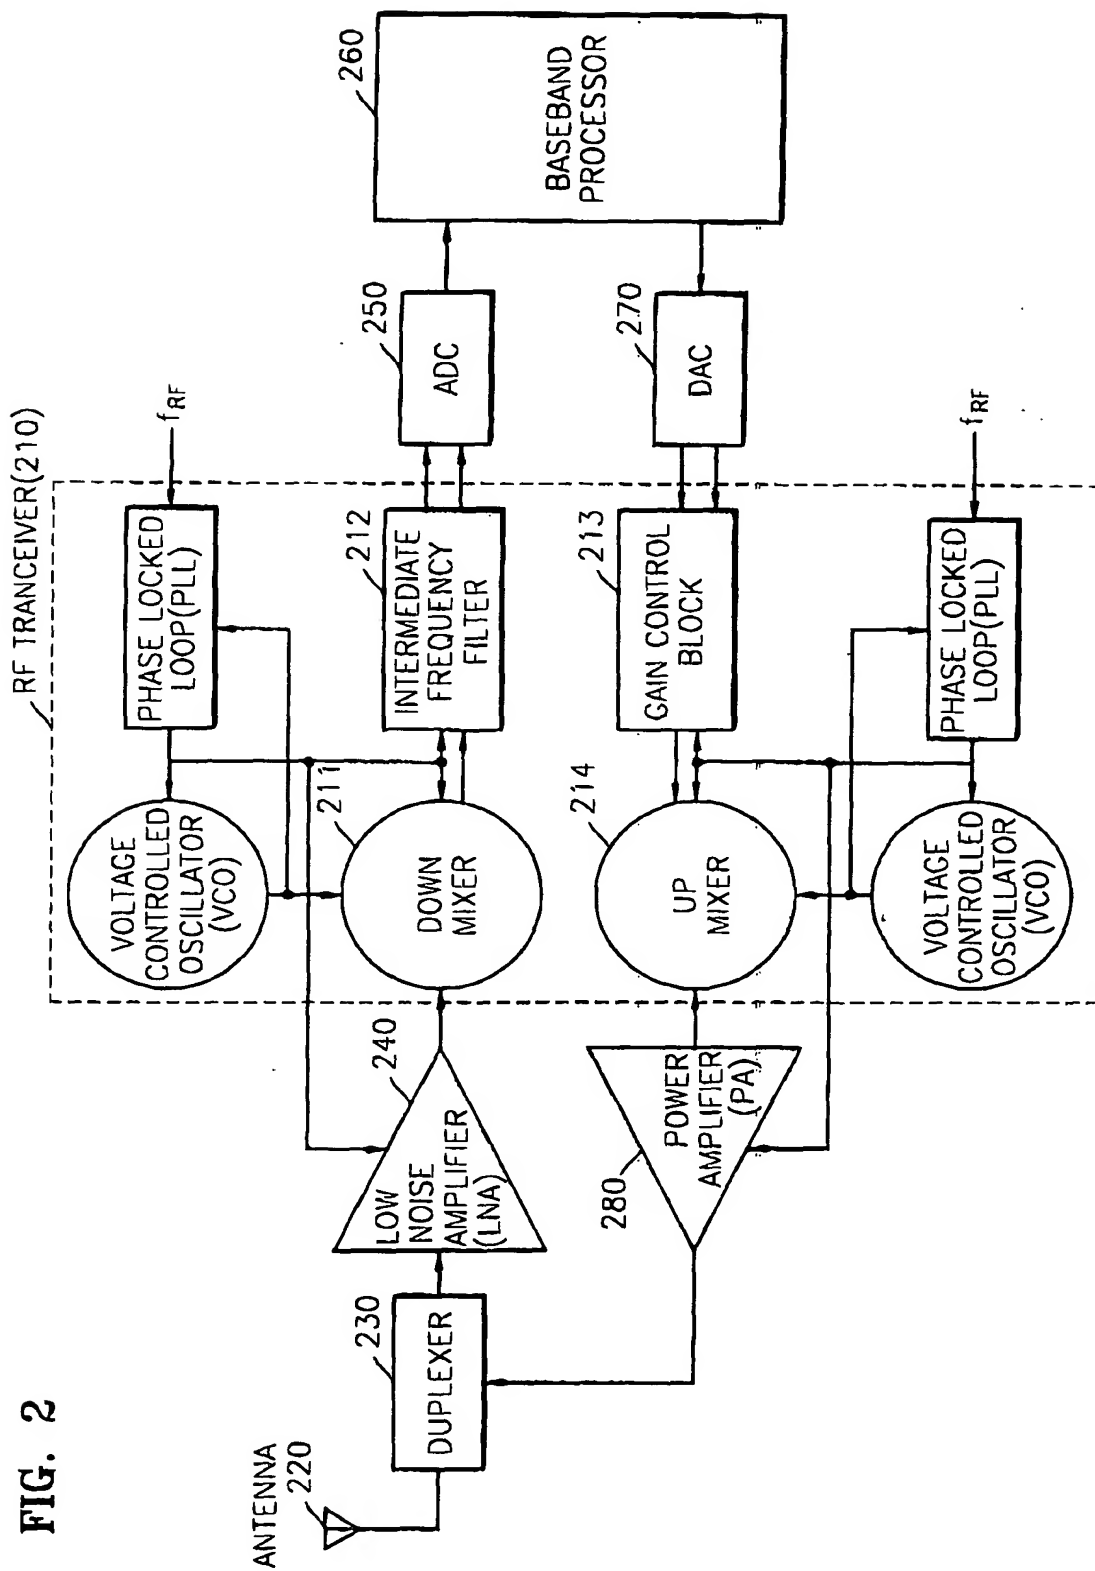 FIG. 2
RF TRANCEIVER(210)
VOLTAGE
CONTROLLED
OSCILLATOR
(VCO)
PHASE LOCKED
LOOP(PLL)
fRF
ANTENNA
220
230
DUPLEXER
240
LOW
NOISE
AMPLIFIER
(LNA)
211
DOWN
MIXER
212
INTERMEDIATE
FREQUENCY
FILTER
250
ADC
260
BASEBAND
PROCESSOR
280
POWER
AMPLIFIER
(PA)
214
UP
MIXER
213
GAIN CONTROL
BLOCK
270
DAC
VOLTAGE
CONTROLLED
OSCILLATOR
(VCO)
PHASE LOCKED
LOOP(PLL)
fRF